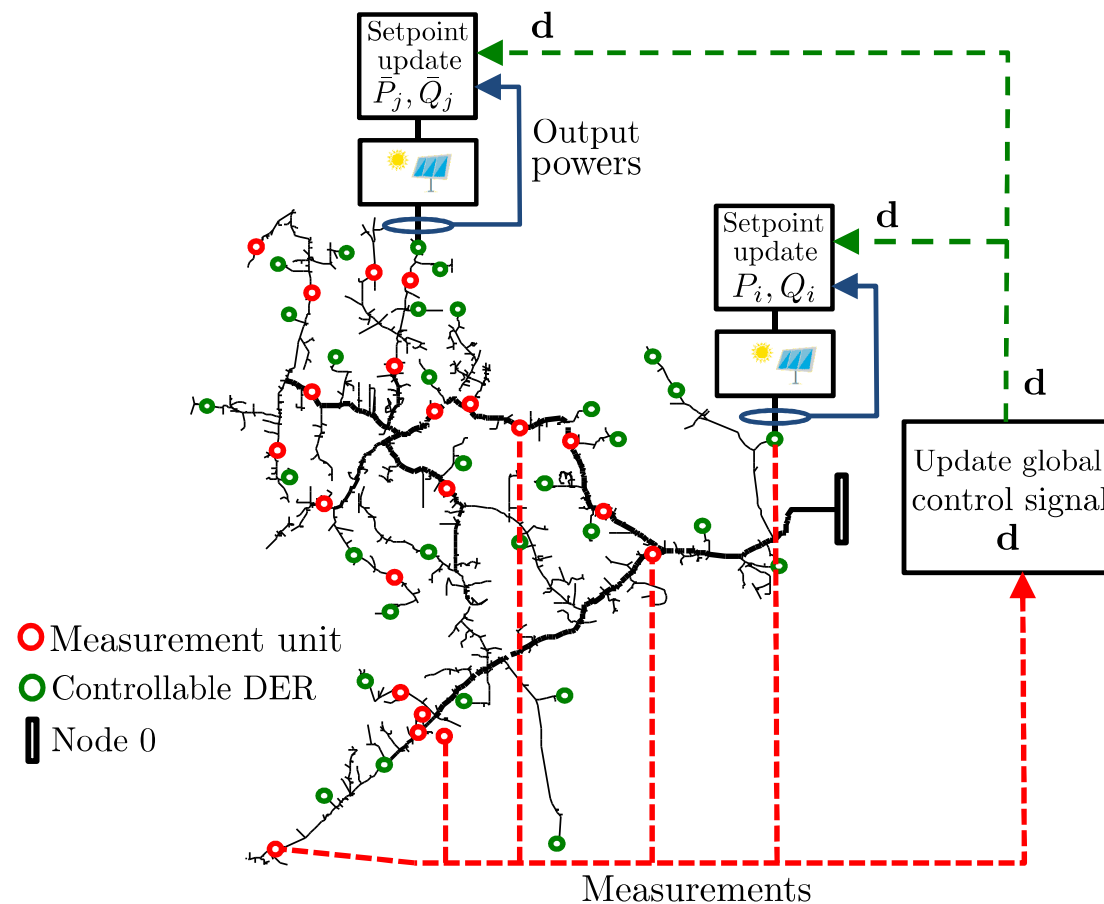 Setpoint
update
P̄ⱼ, Q̄ⱼ
d
Output
powers
Setpoint
update
Pᵢ, Qᵢ
d
d
Update global
control signal
d
Measurement unit
Controllable DER
Node 0
Measurements